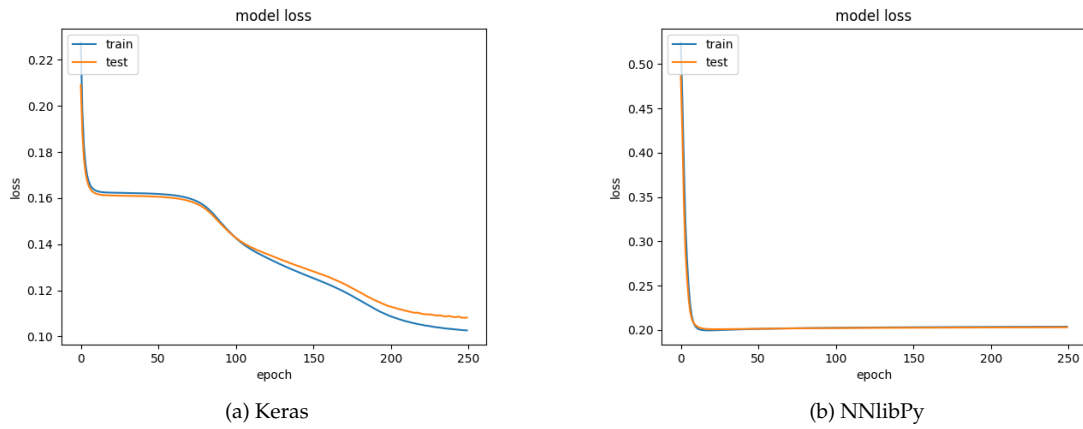 model loss
train
test
0.22
0.20
0.18
0.16
0.14
0.12
0.10
loss
0
50
100
150
200
250
epoch
(a) Keras
model loss
train
test
0.50
0.45
0.40
0.35
0.30
0.25
0.20
loss
0
50
100
150
200
250
epoch
(b) NNlibPy